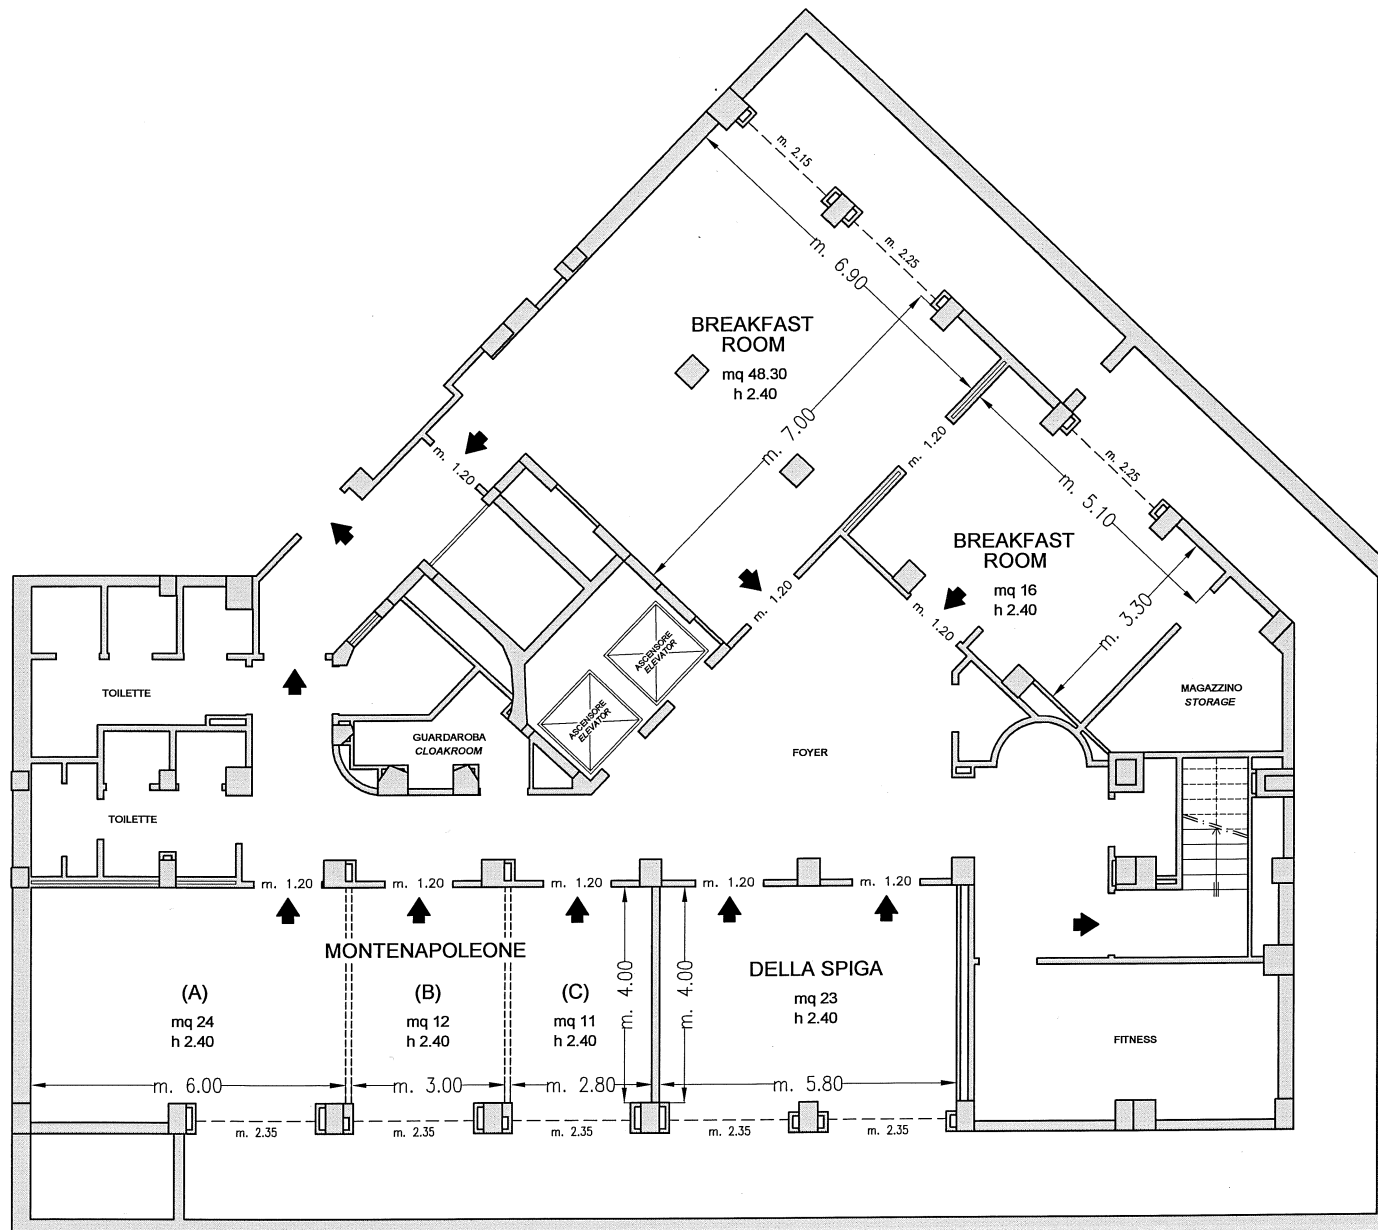 m. 2.15
m. 2.25
m. 6.90
BREAKFAST
ROOM
mq 48.30
h 2.40
m. 7.00
m. 1.20
m. 1.20
m. 2.25
m. 5.10
BREAKFAST
ROOM
mq 16
h 2.40
m. 3.30
m. 1.20
m. 1.20
ASCENSORE
ELEVATOR
ASCENSORE
ELEVATOR
TOILETTE
MAGAZZINO
STORAGE
GUARDAROBA
CLOAKROOM
FOYER
TOILETTE
m. 1.20
m. 1.20
m. 1.20
m. 1.20
m. 1.20
MONTENAPOLEONE
DELLA SPIGA
mq 23
h 2.40
(A)
mq 24
h 2.40
(B)
mq 12
h 2.40
(C)
mq 11
h 2.40
m. 4.00
m. 4.00
FITNESS
m. 6.00
m. 3.00
m. 2.80
m. 5.80
m. 2.35
m. 2.35
m. 2.35
m. 2.35
m. 2.35